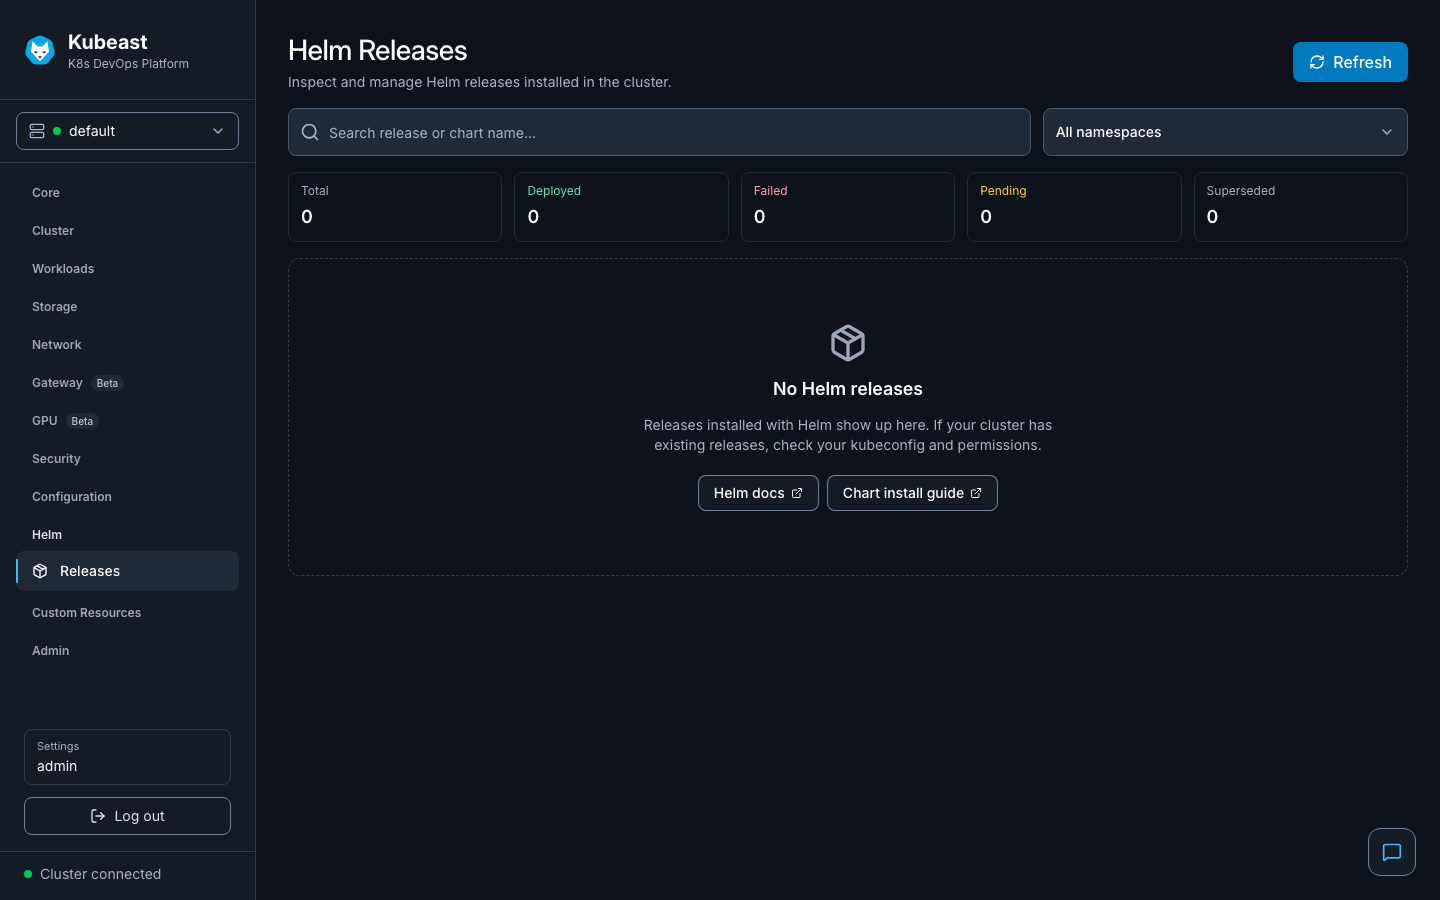 Kubeast
K8s DevOps Platform
default
Core
Cluster
Workloads
Storage
Network
Gateway Beta
GPU Beta
Security
Configuration
Helm
Releases
Custom Resources
Admin
Settings
admin
Log out
Cluster connected
Helm Releases
Inspect and manage Helm releases installed in the cluster.
Refresh
Search release or chart name...
All namespaces
Total
0
Deployed
0
Failed
0
Pending
0
Superseded
0
No Helm releases
Releases installed with Helm show up here. If your cluster has
existing releases, check your kubeconfig and permissions.
Helm docs
Chart install guide